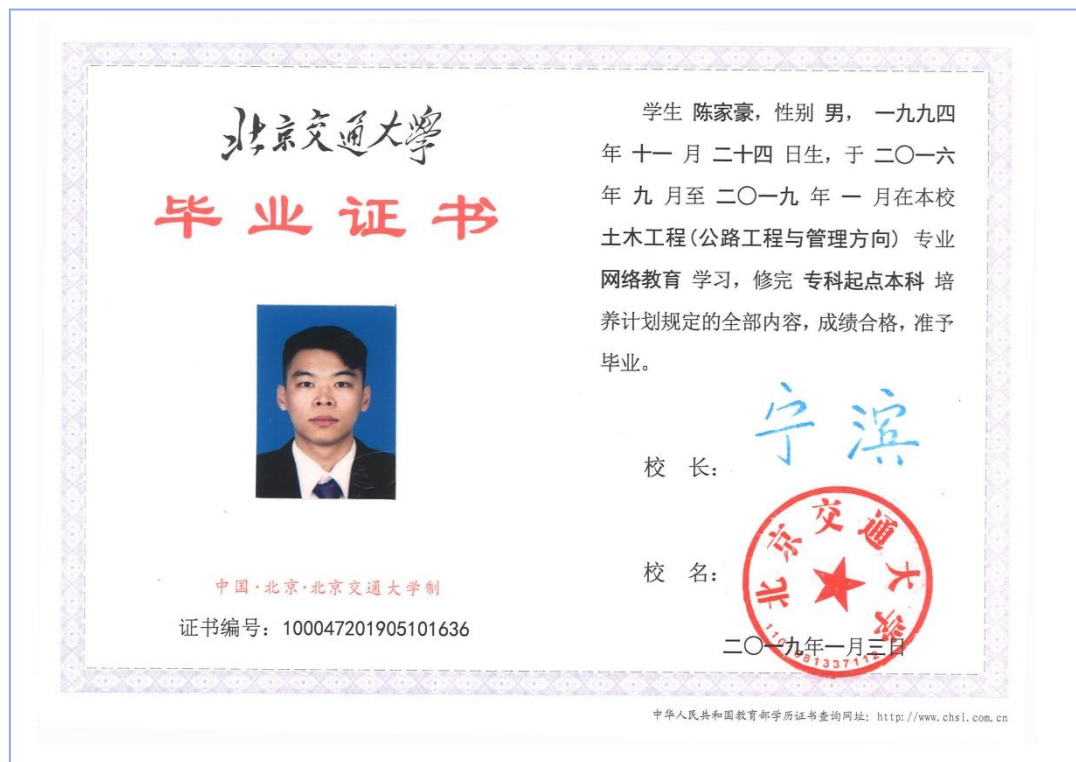 北京交通大学
毕业证书
中国·北京·北京交通大学制
证书编号：100047201905101636
学生 陈家豪，性别 男， 一九九四
年 十一 月 二十四 日生，于 二〇一六
年 九 月至 二〇一九 年 一 月在本校
土木工程(公路工程与管理方向) 专业
网络教育 学习，修完 专科起点本科 培
养计划规定的全部内容，成绩合格，准予
毕业。
校 长：
宁滨
校 名：
北京交通大学
二〇一九年一月三日
中华人民共和国教育部学历证书查询网址：http://www.chsi.com.cn